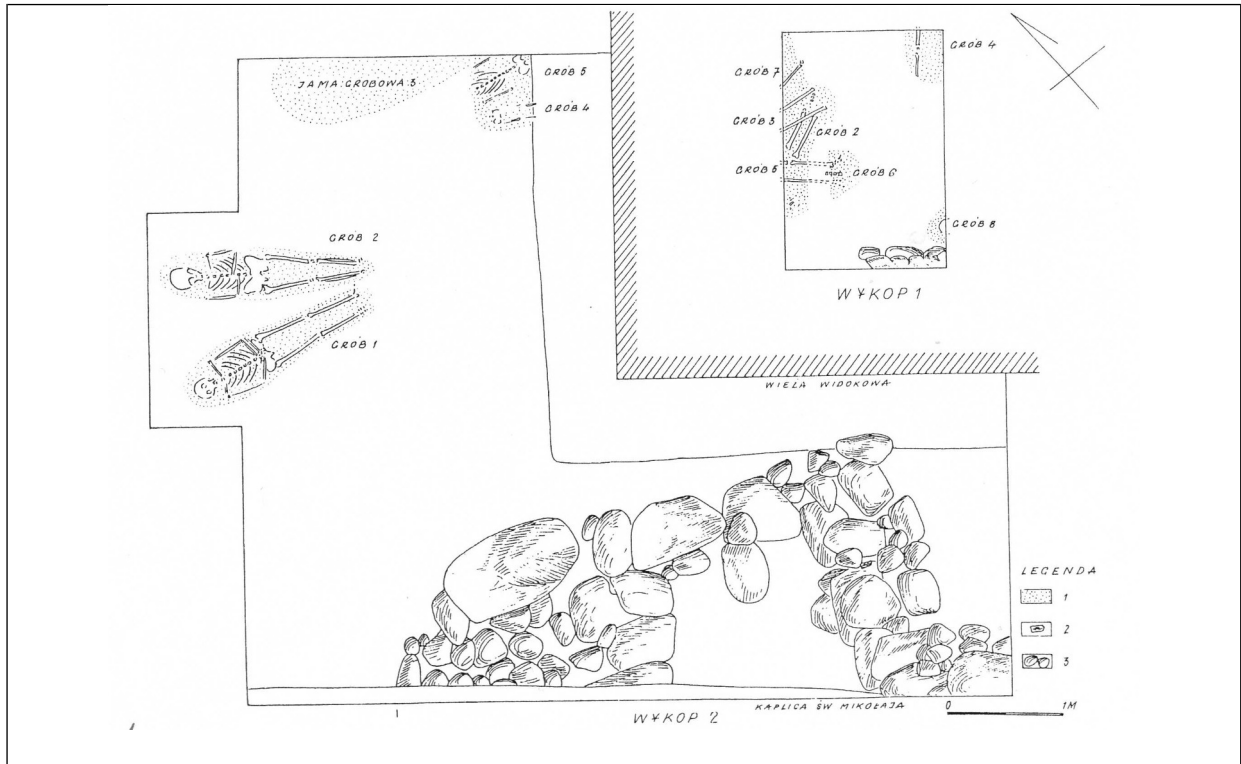 JAMA GROBOWA 3
GRÓB 5
GRÓB 4
GRÓB 2
GRÓB 1
GRÓB 4
GRÓB 7
GRÓB 3
GRÓB 2
GRÓB 5
GRÓB 6
GRÓB 8
WYKOP 1
WIEŻA WIDOKOWA
LEGENDA
1
2
3
KAPLICA ŚW MIKOŁAJA
0 1M
WYKOP 2